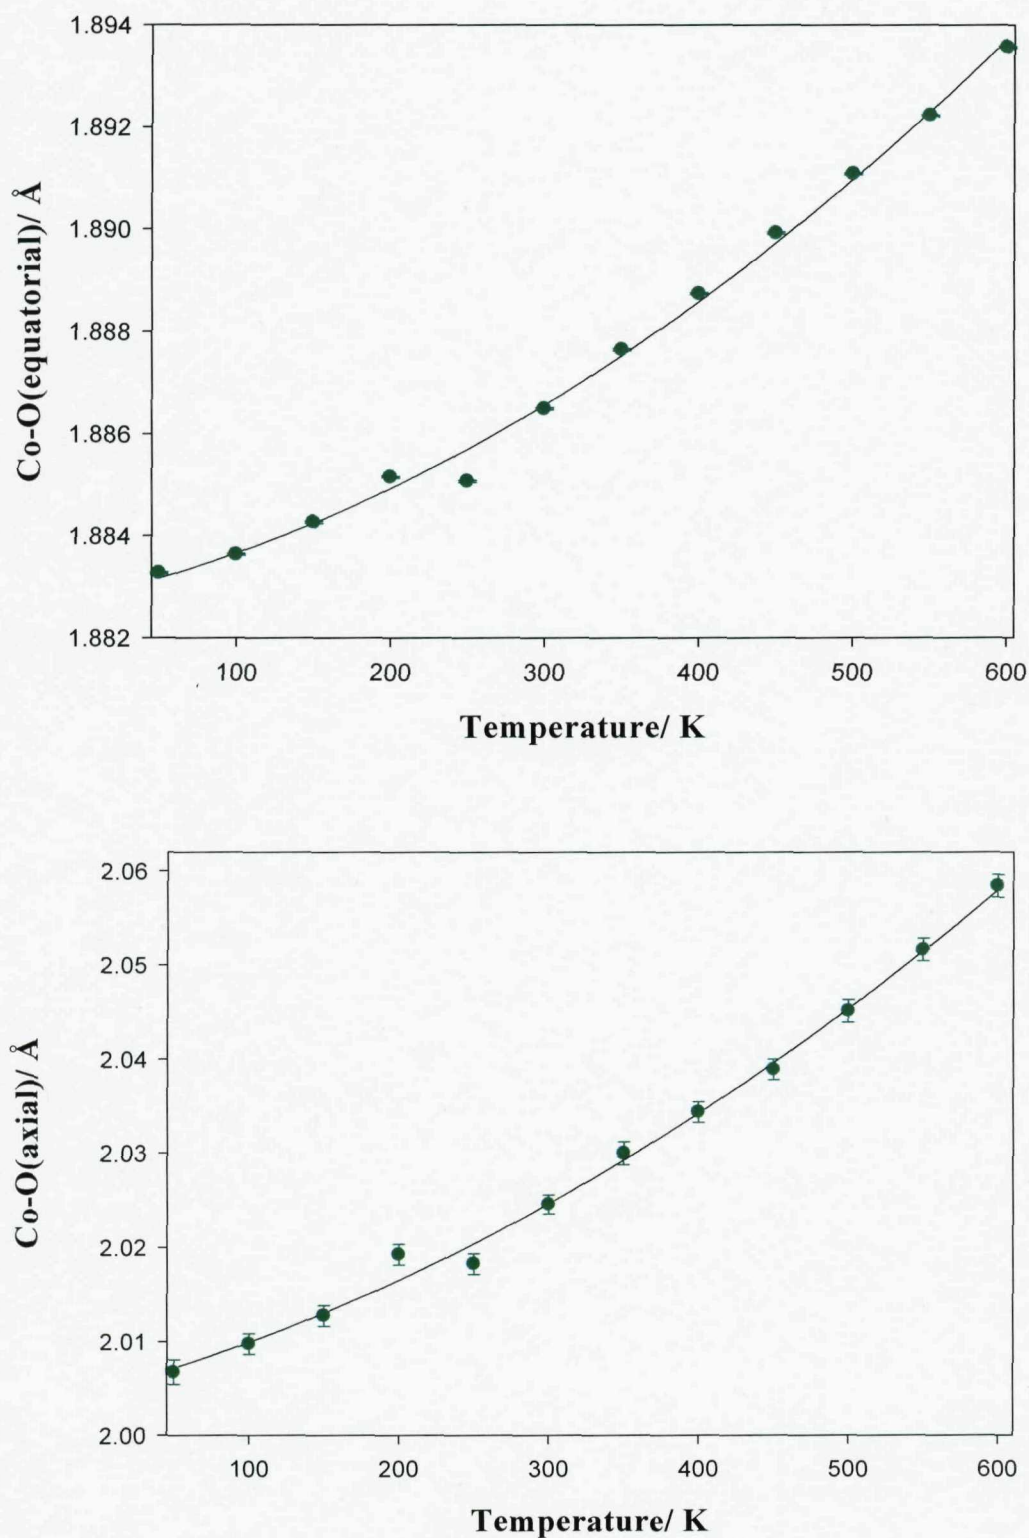 1.894
1.892
1.890
1.888
1.886
1.884
1.882
Co-O(equatorial)/ Å
100 200 300 400 500 600
Temperature/ K
2.06
2.05
2.04
2.03
2.02
2.01
2.00
Co-O(axial)/ Å
100 200 300 400 500 600
Temperature/ K